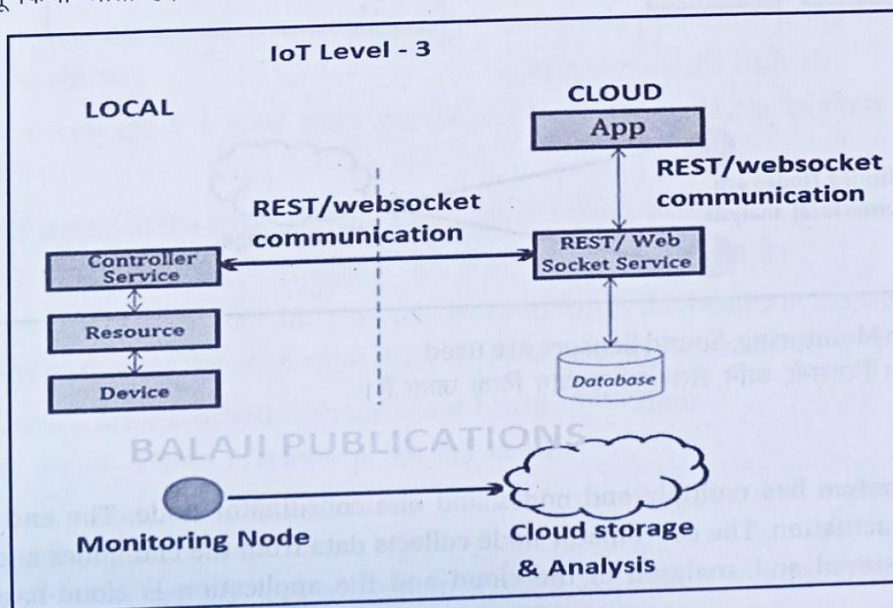 IoT Level - 3
LOCAL
CLOUD
App
REST/websocket
communication
REST/websocket
communication
Controller
Service
REST/ Web
Socket Service
Resource
Device
Database
BALAJI PUBLICATIONS
Monitoring Node
Cloud storage
& Analysis